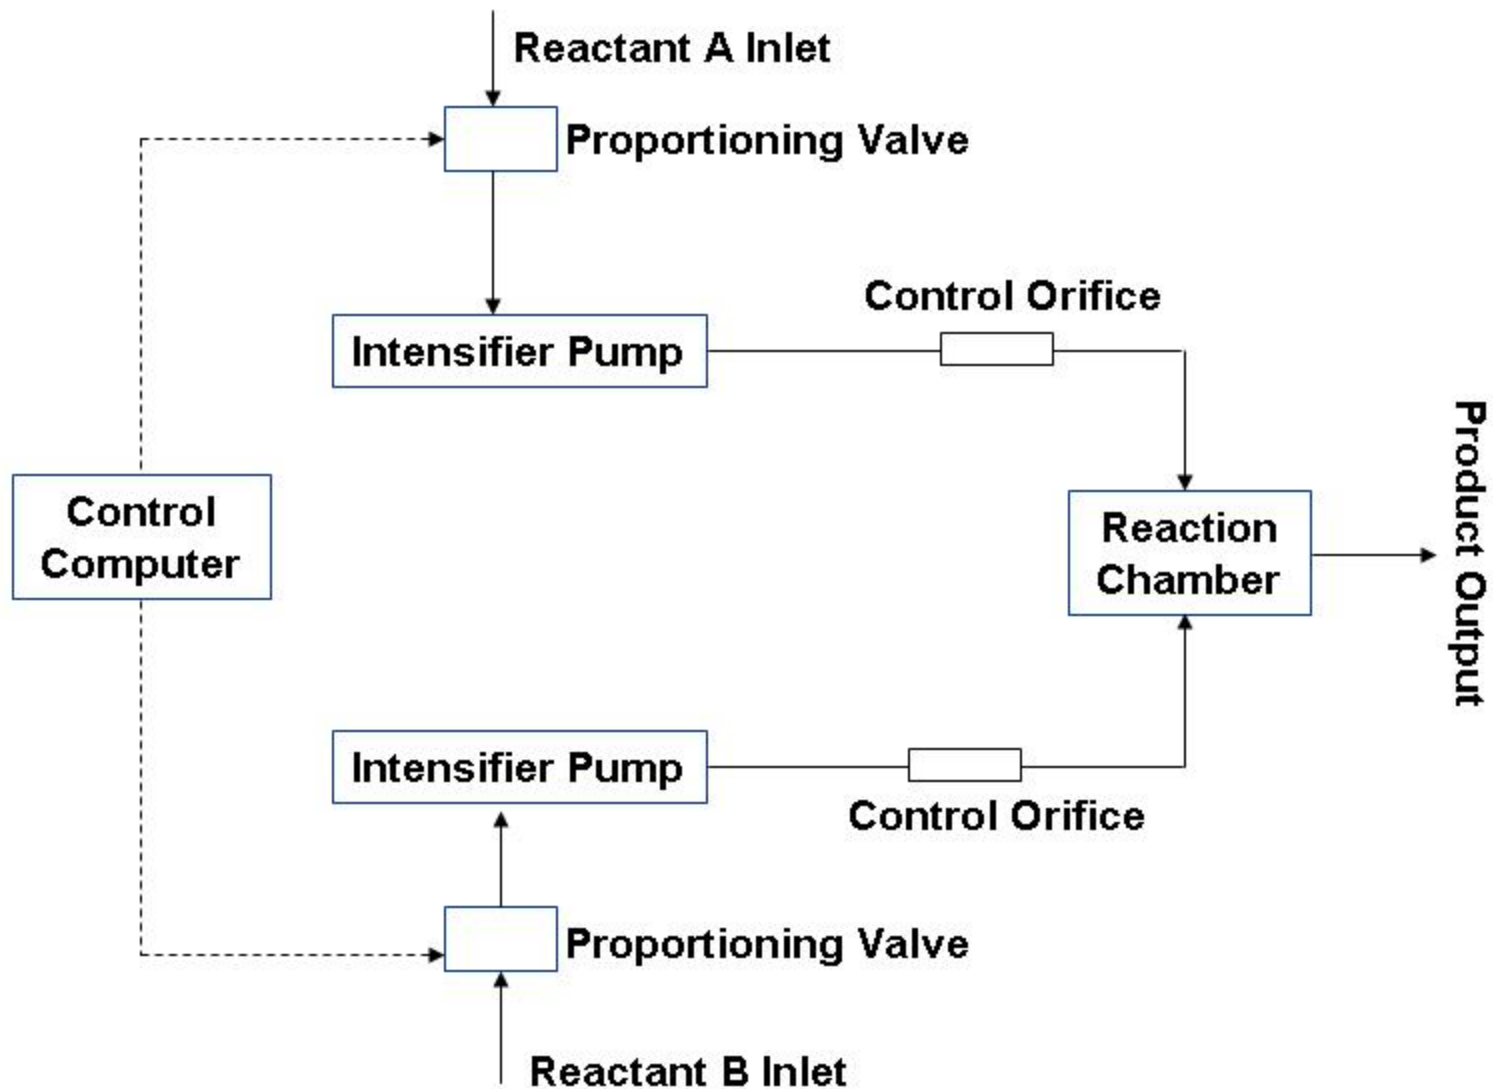 Reactant A Inlet
Proportioning Valve
Control Orifice
Intensifier Pump
Control
Computer
Reaction
Chamber
Product Output
Intensifier Pump
Control Orifice
Proportioning Valve
Reactant B Inlet